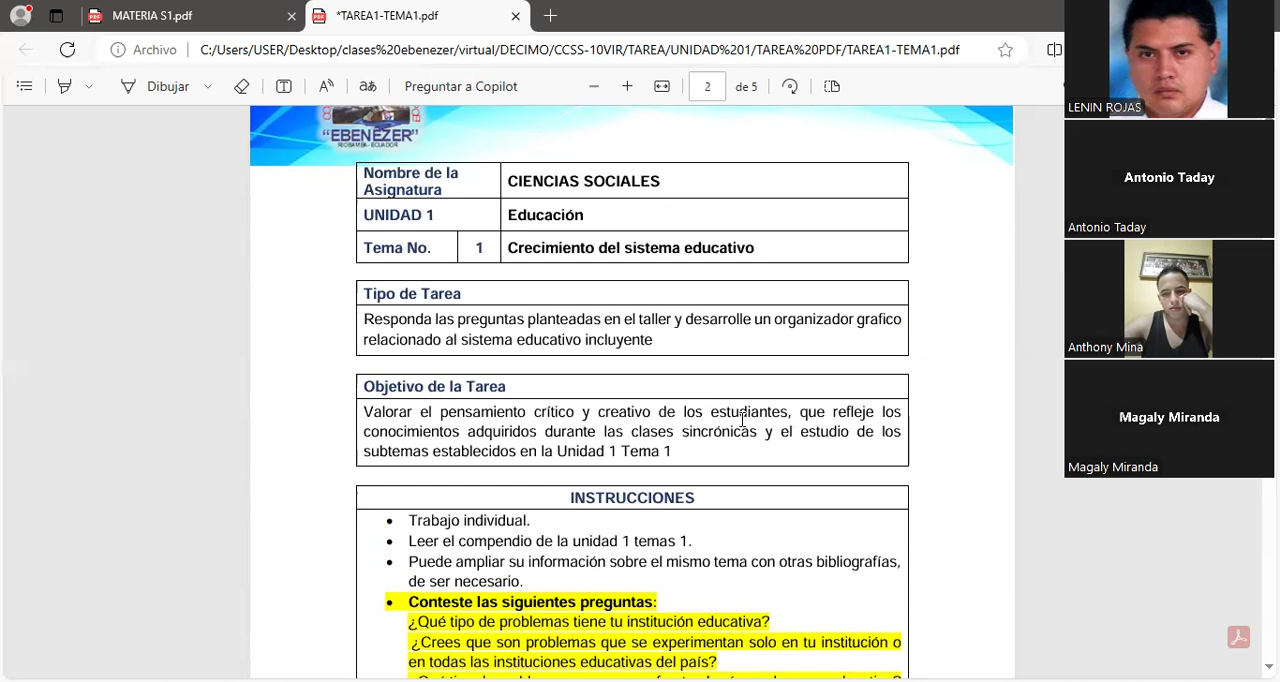 MATERIA S1.pdf
*TAREA1-TEMA1.pdf
Archivo
C:/Users/USER/Desktop/clases%20ebenezer/virtual/DECIMO/CCSS-10VIR/TAREA/UNIDAD%201/TAREA%20PDF/TAREA1-TEMA1.pdf
Dibujar
Preguntar a Copilot
2
de 5
"EBENEZER"
RIOBAMBA - ECUADOR
Nombre de la
Asignatura
CIENCIAS SOCIALES
UNIDAD 1
Educación
Tema No.
1
Crecimiento del sistema educativo
Tipo de Tarea
Responda las preguntas planteadas en el taller y desarrolle un organizador grafico
relacionado al sistema educativo incluyente
Objetivo de la Tarea
Valorar el pensamiento crítico y creativo de los estudiantes, que refleje los
conocimientos adquiridos durante las clases sincrónicas y el estudio de los
subtemas establecidos en la Unidad 1 Tema 1
INSTRUCCIONES
• Trabajo individual.
• Leer el compendio de la unidad 1 temas 1.
• Puede ampliar su información sobre el mismo tema con otras bibliografías,
de ser necesario.
• Conteste las siguientes preguntas:
¿Qué tipo de problemas tiene tu institución educativa?
¿Crees que son problemas que se experimentan solo en tu institución o
en todas las instituciones educativas del país?
LENIN ROJAS
Antonio Taday
Antonio Taday
Anthony Mina
Magaly Miranda
Magaly Miranda